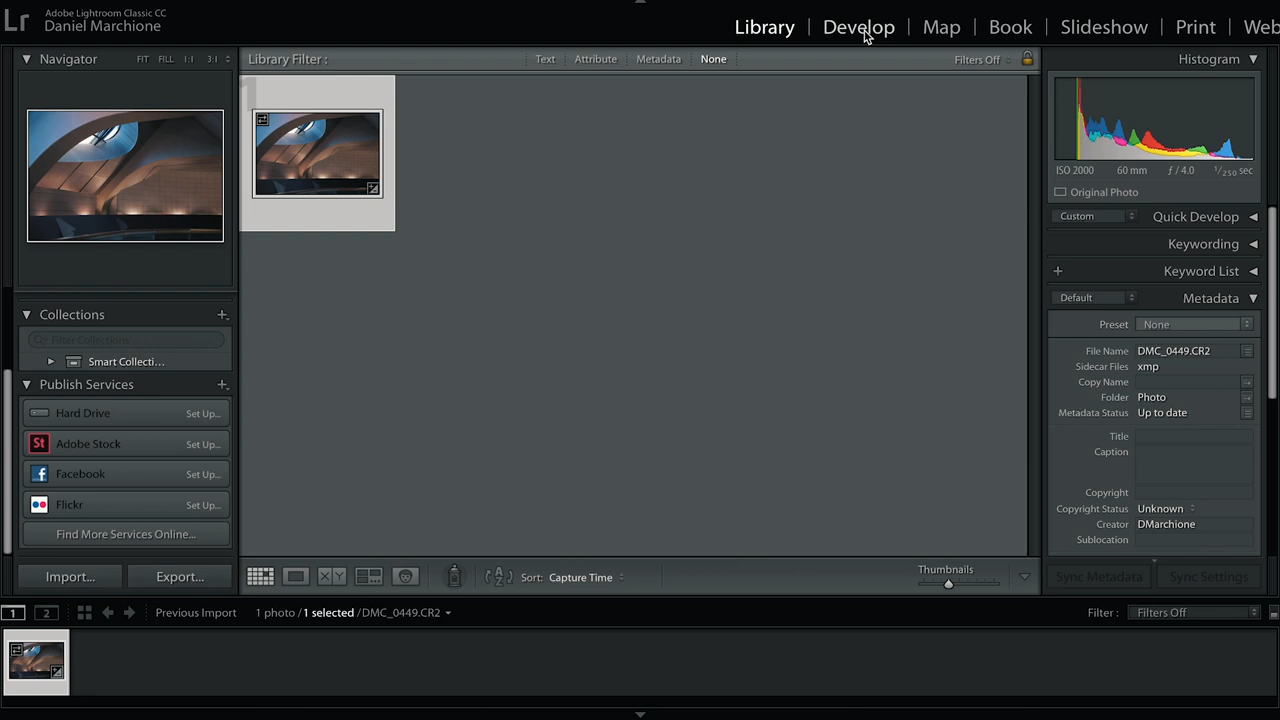 Lr
Adobe Lightroom Classic CC
Daniel Marchione
Library | Develop | Map | Book | Slideshow | Print | Web
Navigator FIT FILL 1:1 3:1
Library Filter : Text Attribute Metadata None Filters Off
Histogram
1
ISO 2000 60 mm ƒ / 4.0 1/250 sec
Original Photo
Custom Quick Develop
Keywording
+ Keyword List
Default Metadata
Preset None
File Name DMC_0449.CR2
Sidecar Files xmp
Copy Name
Folder Photo
Metadata Status Up to date
Title
Caption
Copyright
Copyright Status Unknown
Creator DMarchione
Sublocation
Collections +
Filter Collections
Smart Collecti...
Publish Services +
Hard Drive Set Up...
St Adobe Stock Set Up...
f Facebook Set Up...
Flickr Set Up...
Find More Services Online...
Import... Export...
XY Sort: Capture Time Thumbnails
Sync Metadata Sync Settings
1 2 Previous Import 1 photo / 1 selected / DMC_0449.CR2 Filter : Filters Off